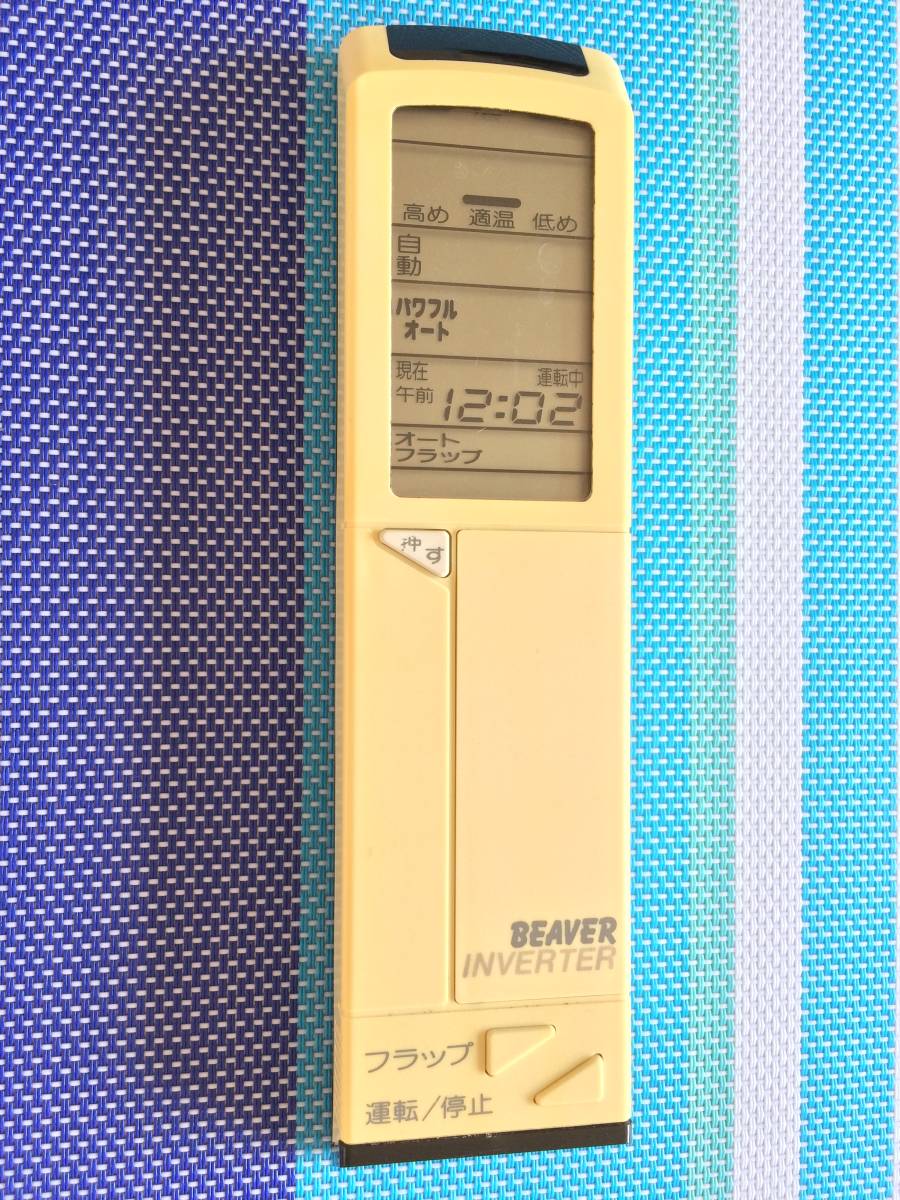 高め 適温 低め
自動
パワフル
オート
現在 運転中
午前 12:02
オート
フラップ
押す
BEAVER
INVERTER
フラップ
運転/停止